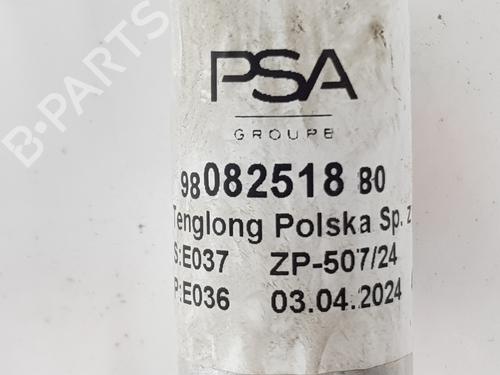 PSA
GROUPE
98 082518 80
Tenglong Polska Sp. z
S:E037 ZP-507/24
P:E036 03.04.2024
B-PARTS